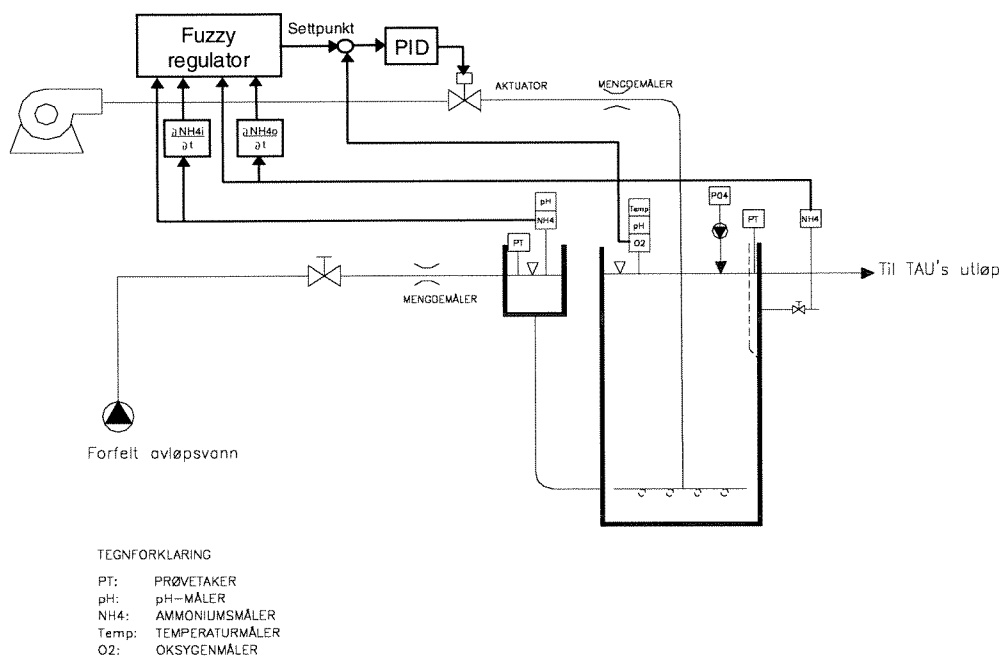 Fuzzy
regulator
Settpunkt
PID
AKTUATOR
MENGDEMÅLER
∂NH4i
∂t
∂NH4o
∂t
pH
NH4
Temp
pH
O2
PO4
PT
NH4
PT
MENGDEMÅLER
Til TAU's utløp
Forfelt avløpsvann
TEGNFORKLARING
PT: PRØVETAKER
pH: pH-MÅLER
NH4: AMMONIUMSMÅLER
Temp: TEMPERATURMÅLER
O2: OKSYGENMÅLER